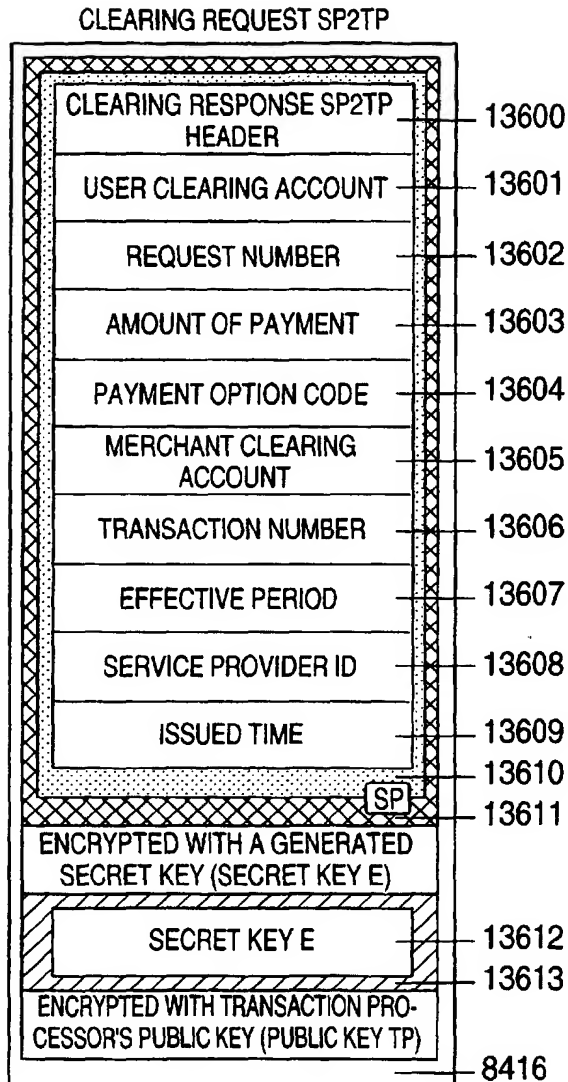 CLEARING REQUEST SP2TP
CLEARING RESPONSE SP2TP
HEADER
13600
USER CLEARING ACCOUNT
13601
REQUEST NUMBER
13602
AMOUNT OF PAYMENT
13603
PAYMENT OPTION CODE
13604
MERCHANT CLEARING
ACCOUNT
13605
TRANSACTION NUMBER
13606
EFFECTIVE PERIOD
13607
SERVICE PROVIDER ID
13608
ISSUED TIME
13609
13610
SP
13611
ENCRYPTED WITH A GENERATED
SECRET KEY (SECRET KEY E)
SECRET KEY E
13612
13613
ENCRYPTED WITH TRANSACTION PRO-
CESSOR'S PUBLIC KEY (PUBLIC KEY TP)
8416